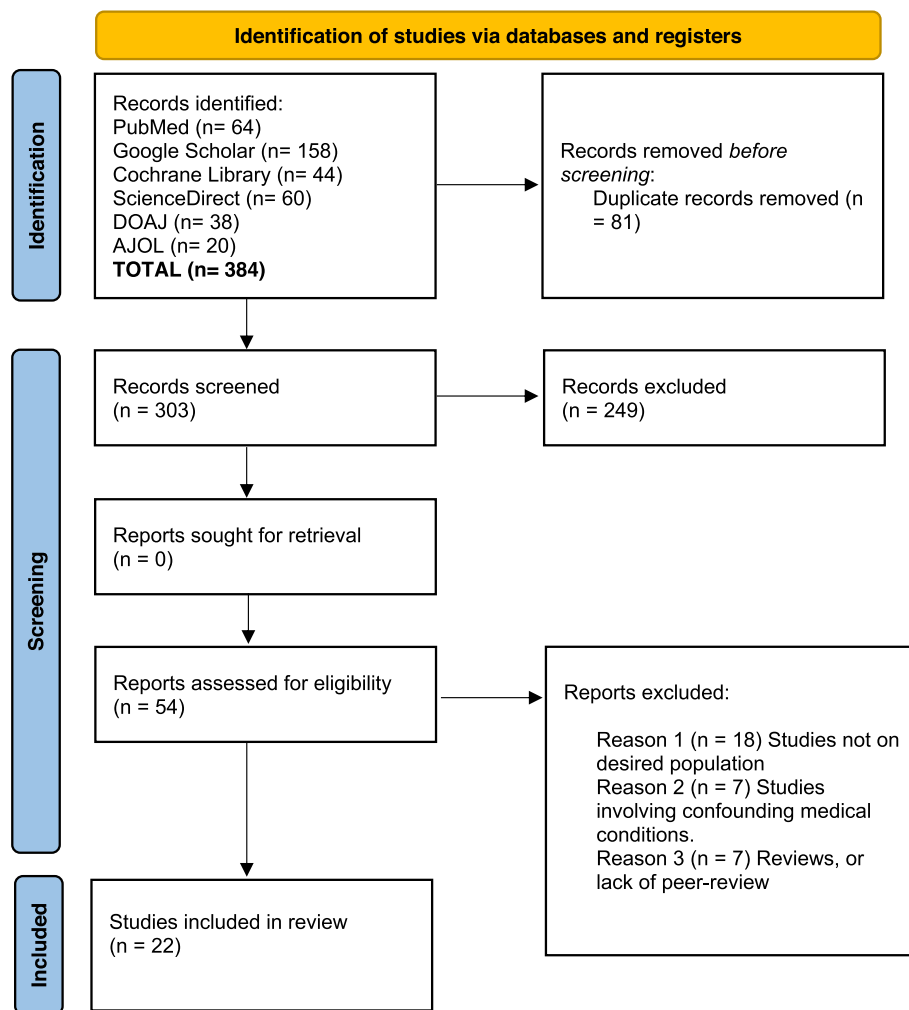 Identification of studies via databases and registers
Identification
Records identified:
PubMed (n= 64)
Google Scholar (n= 158)
Cochrane Library (n= 44)
ScienceDirect (n= 60)
DOAJ (n= 38)
AJOL (n= 20)
TOTAL (n= 384)
Records removed before
screening:
Duplicate records removed (n
= 81)
Screening
Records screened
(n = 303)
Records excluded
(n = 249)
Reports sought for retrieval
(n = 0)
Reports assessed for eligibility
(n = 54)
Reports excluded:
Reason 1 (n = 18) Studies not on
desired population
Reason 2 (n = 7) Studies
involving confounding medical
conditions.
Reason 3 (n = 7) Reviews, or
lack of peer-review
Included
Studies included in review
(n = 22)